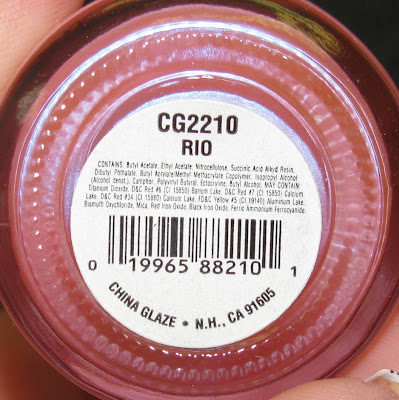 CG2210
RIO
CONTAINS: Butyl Acetate, Ethyl Acetate, Nitrocellulose, Succinic Acid Alkyd Resin,
Dibutyl Phthalate, Butyl Acrylate/Methyl Methacrylate Copolymer, Isopropyl Alcohol
(Alcohol denat.), Camphor, Polyvinyl Butyral, Octocrylene, Butyl Alcohol, MAY CONTAIN:
Titanium Dioxide, D&C Red #6 (CI 15850) Barium Lake, D&C Red #7 (CI 15850) Calcium
Lake, D&C Red #34 (CI 15880) Calcium Lake, FD&C Yellow #5 (CI 19140) Aluminum Lake,
Bismuth Oxychloride, Mica, Red Iron Oxide, Black Iron Oxide, Ferric Ammonium Ferrocyanide.
0 19965 88210 1
CHINA GLAZE • N.H., CA 91605